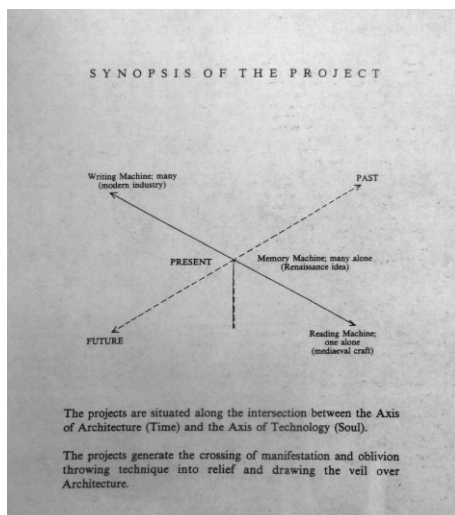 SYNOPSIS OF THE PROJECT
Writing Machine; many
(modern industry)
PAST
PRESENT
Memory Machine; many alone
(Renaissance idea)
FUTURE
Reading Machine;
one alone
(mediaeval craft)
The projects are situated along the intersection between the Axis
of Architecture (Time) and the Axis of Technology (Soul).
The projects generate the crossing of manifestation and oblivion
throwing technique into relief and drawing the veil over
Architecture.